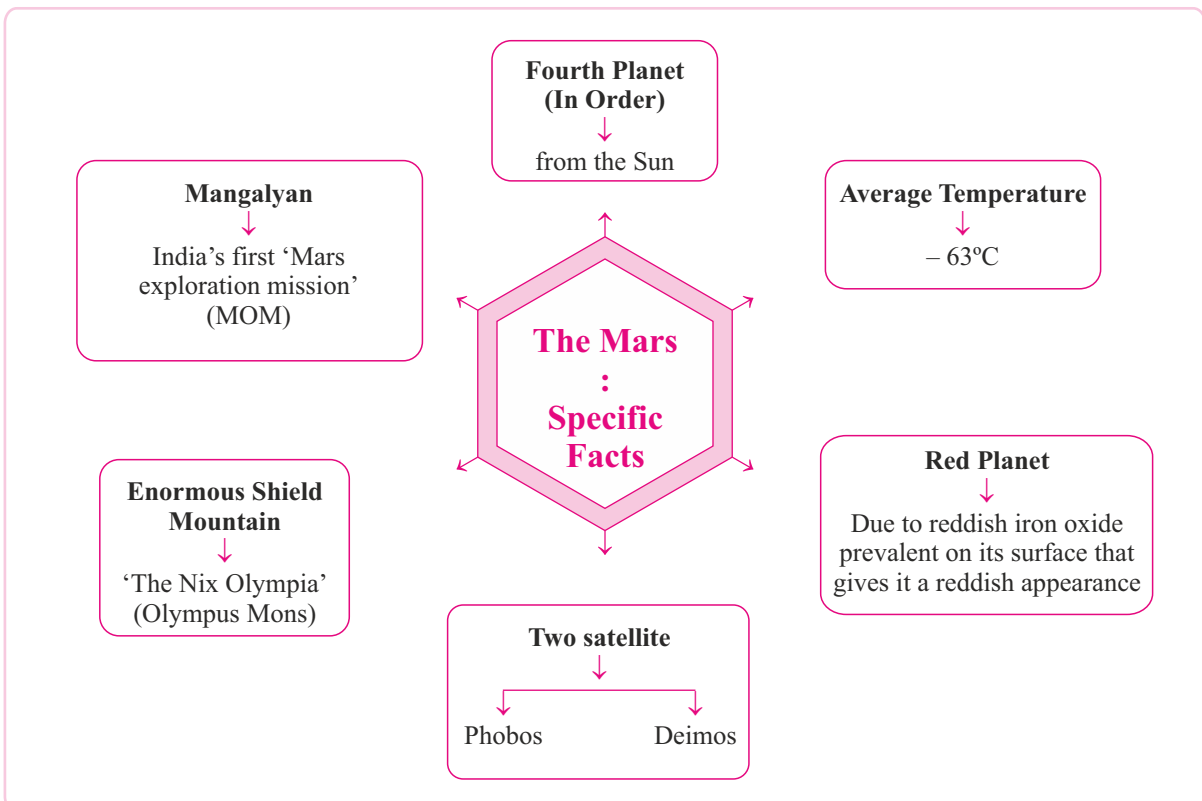 Fourth Planet
(In Order)
from the Sun
Mangalyan
India’s first ‘Mars
exploration mission’
(MOM)
Average Temperature
– 63ºC
The Mars
:
Specific
Facts
Enormous Shield
Mountain
‘The Nix Olympia’
(Olympus Mons)
Red Planet
Due to reddish iron oxide
prevalent on its surface that
gives it a reddish appearance
Two satellite
Phobos
Deimos